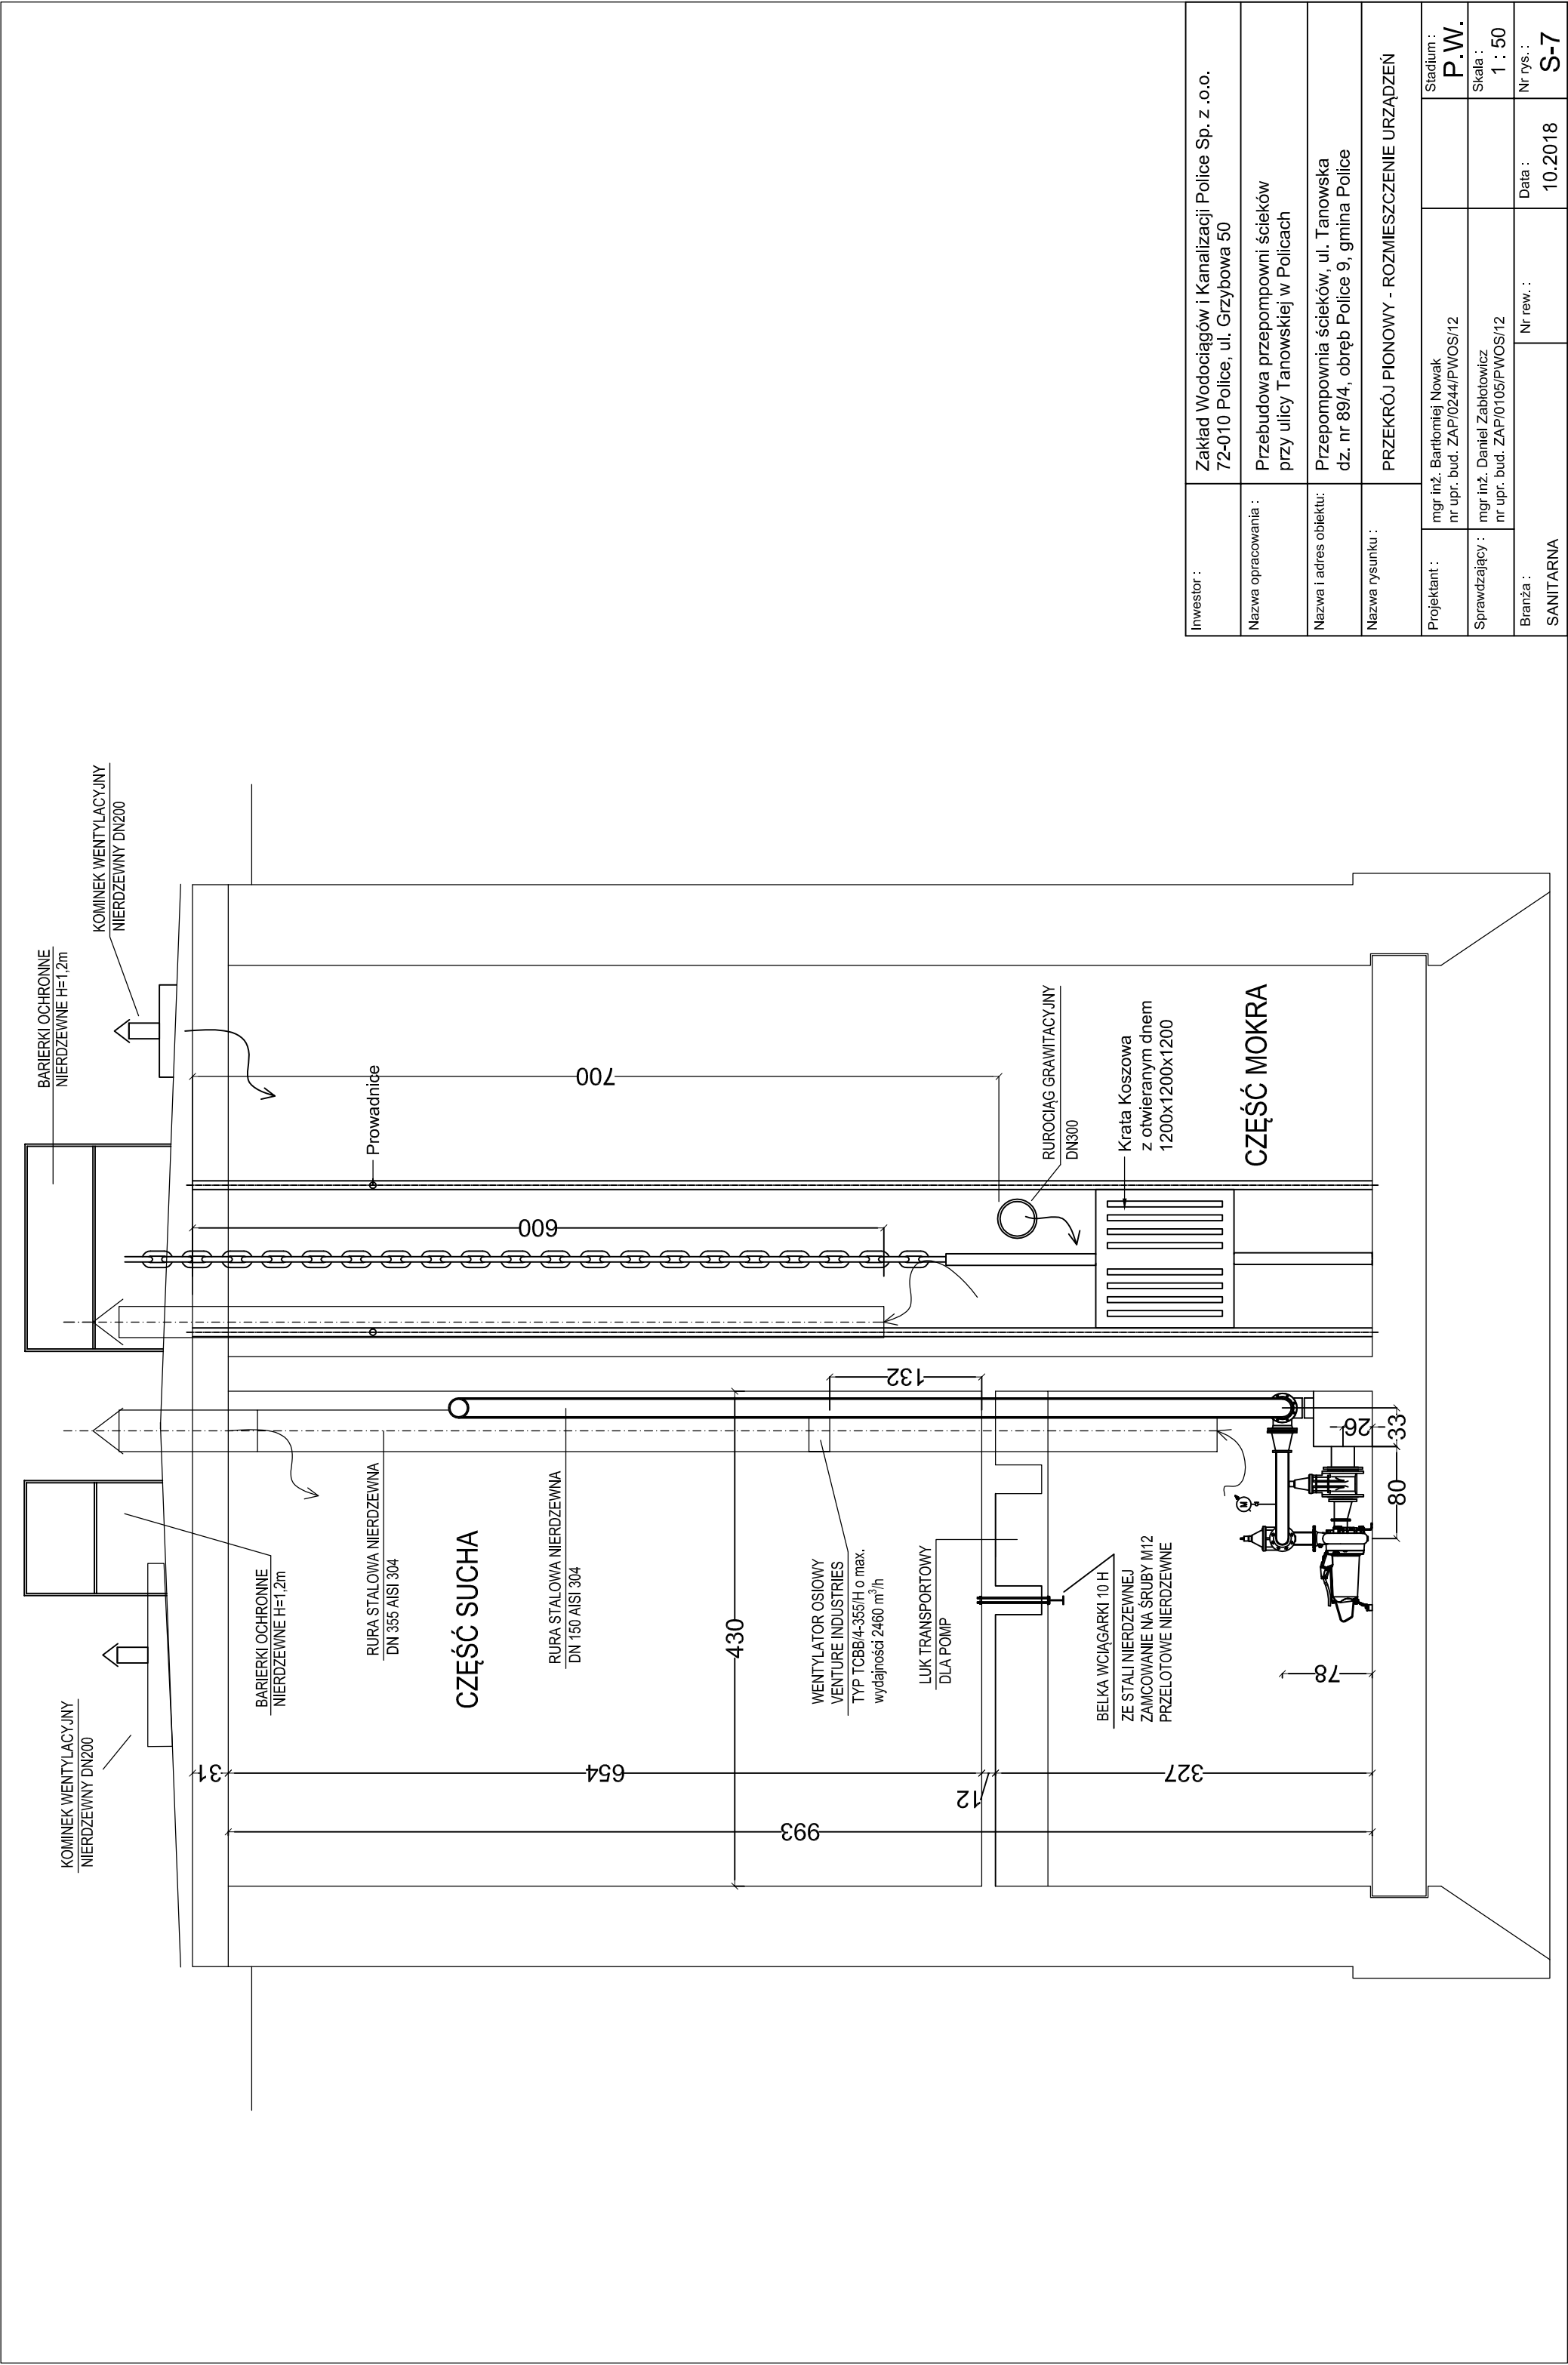 KOMINEK WENTYLACYJNY
NIERDZEWNY DN200
BARIERKI OCHRONNE
NIERDZEWNE H=1,2m
BARIERKI OCHRONNE
NIERDZEWNE H=1,2m
KOMINEK WENTYLACYJNY
NIERDZEWNY DN200
31
654
12
327
993
430
132
600
700
78
80
33
26
RURA STALOWA NIERDZEWNA
DN 355 AISI 304
CZĘŚĆ SUCHA
RURA STALOWA NIERDZEWNA
DN 150 AISI 304
WENTYLATOR OSIOWY
VENTURE INDUSTRIES
TYP TCBB/4-355/H o max.
wydajności 2460 m³/h
LUK TRANSPORTOWY
DLA POMP
BELKA WCIĄGARKI 10 H
ZE STALI NIERDZEWNEJ
ZAMCOWANIE NA ŚRUBY M12
PRZELOTOWE NIERDZEWNE
M
Prowadnice
RUROCIĄG GRAWITACYJNY
DN300
Krata Koszowa
z otwieranym dnem
1200x1200x1200
CZĘŚĆ MOKRA
Inwestor :
Zakład Wodociągów i Kanalizacji Police Sp. z .o.o.
72-010 Police, ul. Grzybowa 50
Nazwa opracowania :
Przebudowa przepompowni ścieków
przy ulicy Tanowskiej w Policach
Nazwa i adres obiektu:
Przepompownia ścieków, ul. Tanowska
dz. nr 89/4, obręb Police 9, gmina Police
Nazwa rysunku :
PRZEKRÓJ PIONOWY - ROZMIESZCZENIE URZĄDZEŃ
Projektant :
mgr inż. Bartłomiej Nowak
nr upr. bud. ZAP/0244/PWOS/12
Stadium :
P.W.
Sprawdzający :
mgr inż. Daniel Zabłotowicz
nr upr. bud. ZAP/0105/PWOS/12
Skala :
1 : 50
Branża :
SANITARNA
Nr rew. :
Data :
10.2018
Nr rys. :
S-7